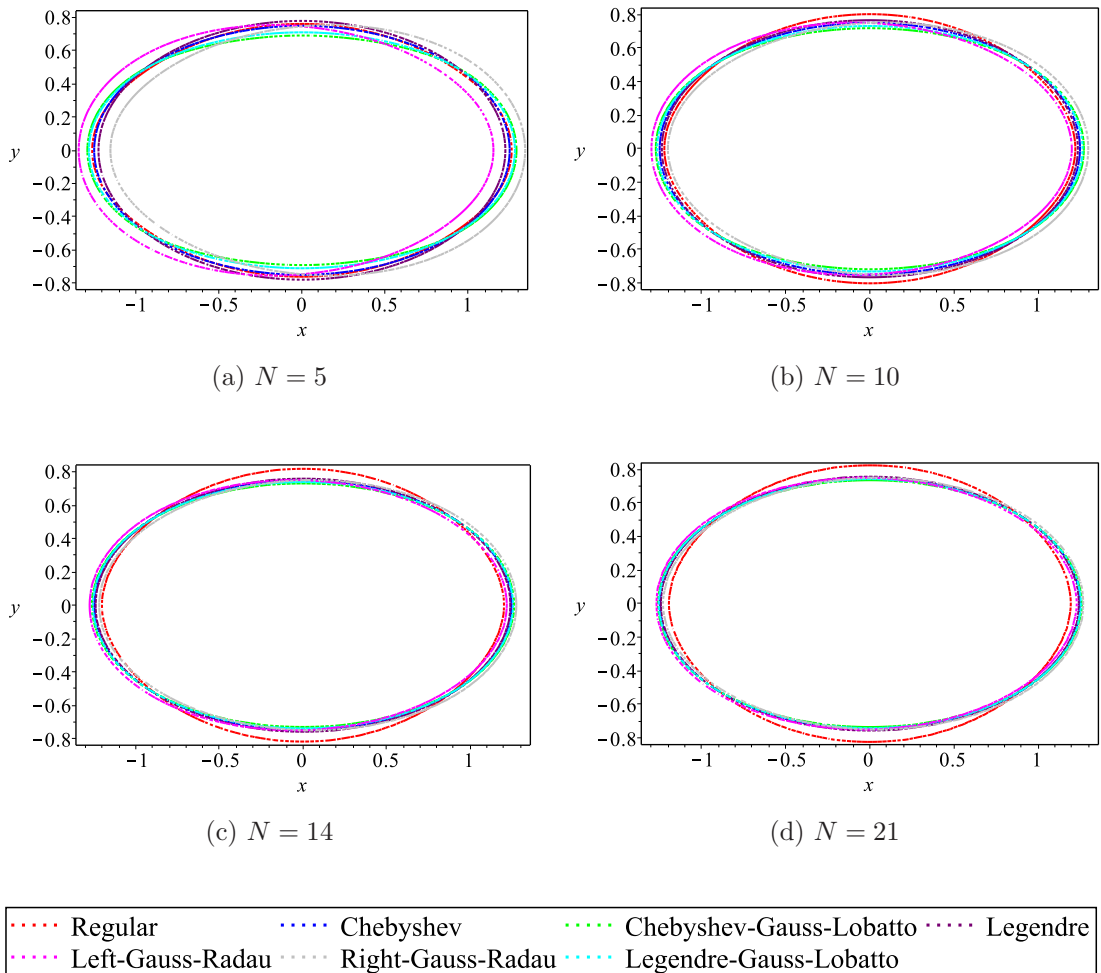 0.8
0.6
0.4
0.2
y 0
−0.2
−0.4
−0.6
−0.8
−1 −0.5 0 0.5 1
x
(a) N = 5
0.8
0.6
0.4
0.2
y 0
−0.2
−0.4
−0.6
−0.8
−1 −0.5 0 0.5 1
x
(b) N = 10
0.8
0.6
0.4
0.2
y 0
−0.2
−0.4
−0.6
−0.8
−1 −0.5 0 0.5 1
x
(c) N = 14
0.8
0.6
0.4
0.2
y 0
−0.2
−0.4
−0.6
−0.8
−1 −0.5 0 0.5 1
x
(d) N = 21
Regular Chebyshev Chebyshev-Gauss-Lobatto Legendre
Left-Gauss-Radau Right-Gauss-Radau Legendre-Gauss-Lobatto